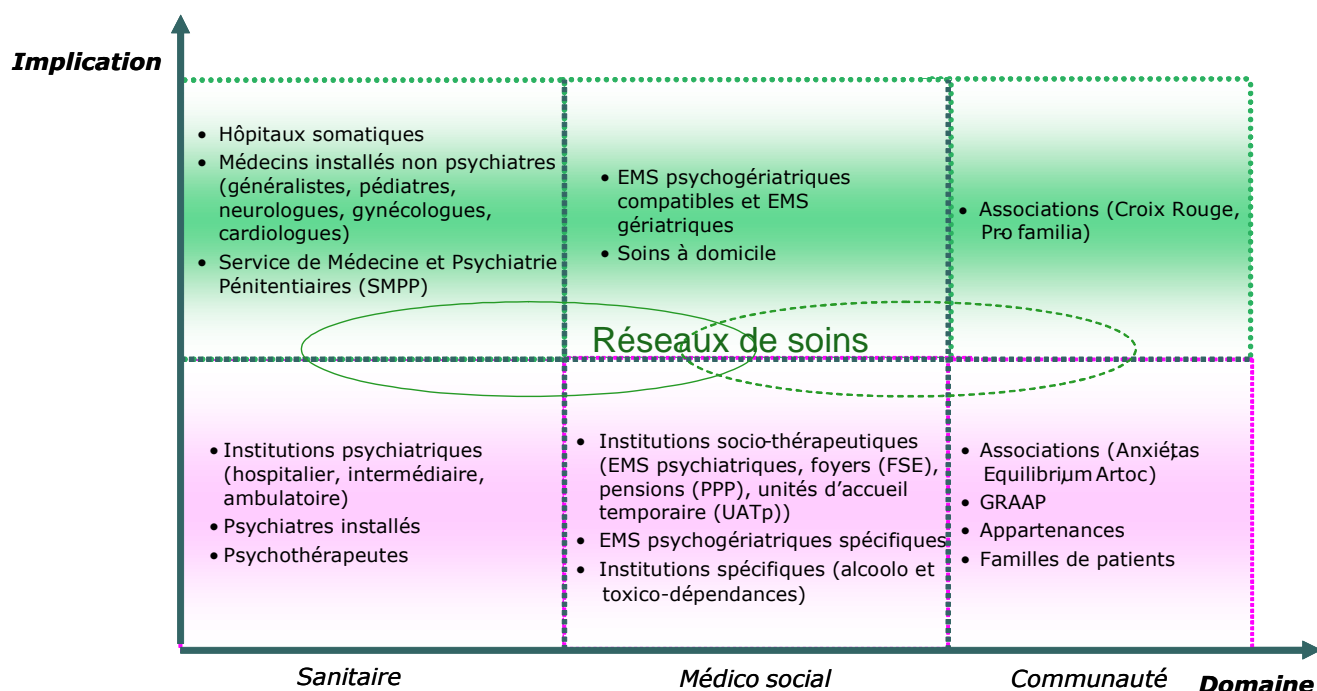 Implication
• Hôpitaux somatiques
• Médecins installés non psychiatres
(généralistes, pédiatres,
neurologues, gynécologues,
cardiologues)
• Service de Médecine et Psychiatrie
Pénitentiaires (SMPP)
• EMS psychogériatriques
compatibles et EMS
gériatriques
• Soins à domicile
• Associations (Croix Rouge,
Pro familia)
Réseaux de soins
• Institutions psychiatriques
(hospitalier, intermédiaire,
ambulatoire)
• Psychiatres installés
• Psychothérapeutes
• Institutions socio-thérapeutiques
(EMS psychiatriques, foyers (FSE),
pensions (PPP), unités d’accueil
temporaire (UATp))
• EMS psychogériatriques spécifiques
• Institutions spécifiques (alcoolo et
toxico-dépendances)
• Associations (Anxiétas,
Equilibrium, Artoc)
• GRAAP
• Appartenances
• Familles de patients
Sanitaire
Médico social
Communauté
Domaine